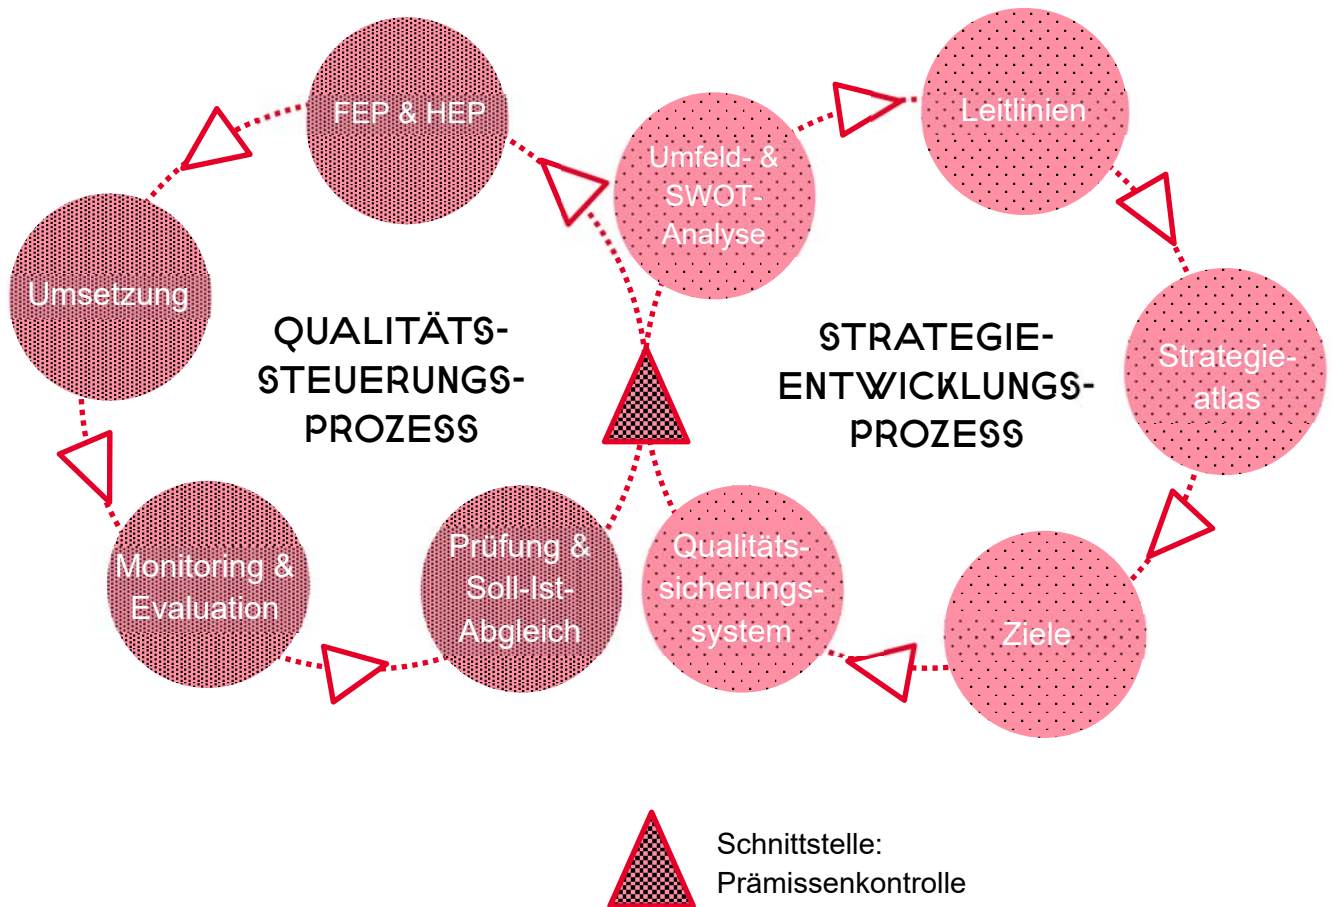 FEP & HEP
Umsetzung
Monitoring &
Evaluation
Prüfung &
Soll-Ist-
Abgleich
QUALITÄTS-
STEUERUNGS-
PROZESS
Umfeld- &
SWOT-
Analyse
Leitlinien
Strategie-
atlas
Ziele
Qualitäts-
sicherungs-
system
STRATEGIE-
ENTWICKLUNGS-
PROZESS
Schnittstelle:
Prämissenkontrolle